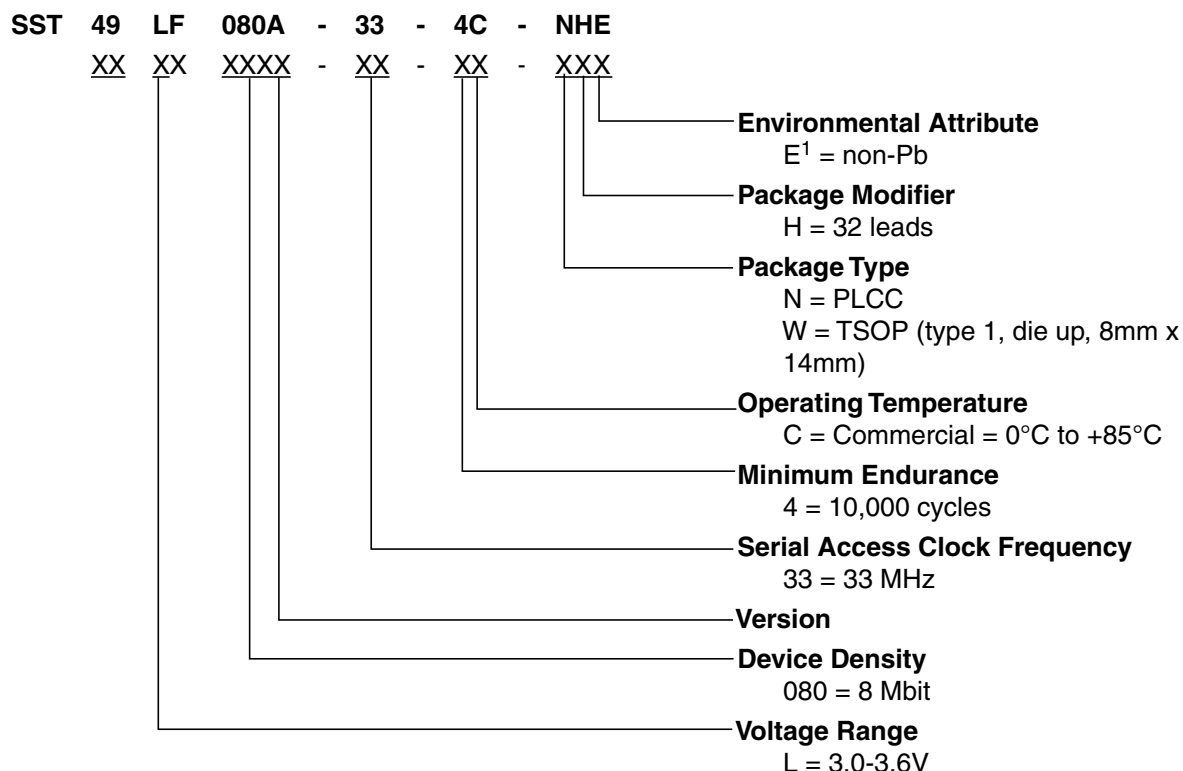 SST 49 LF 080A - 33 - 4C - NHE
XX XX XXXX - XX - XX - XXX
Environmental Attribute
E1 = non-Pb
Package Modifier
H = 32 leads
Package Type
N = PLCC
W = TSOP (type 1, die up, 8mm x
14mm)
Operating Temperature
C = Commercial = 0°C to +85°C
Minimum Endurance
4 = 10,000 cycles
Serial Access Clock Frequency
33 = 33 MHz
Version
Device Density
080 = 8 Mbit
Voltage Range
L = 3.0-3.6V